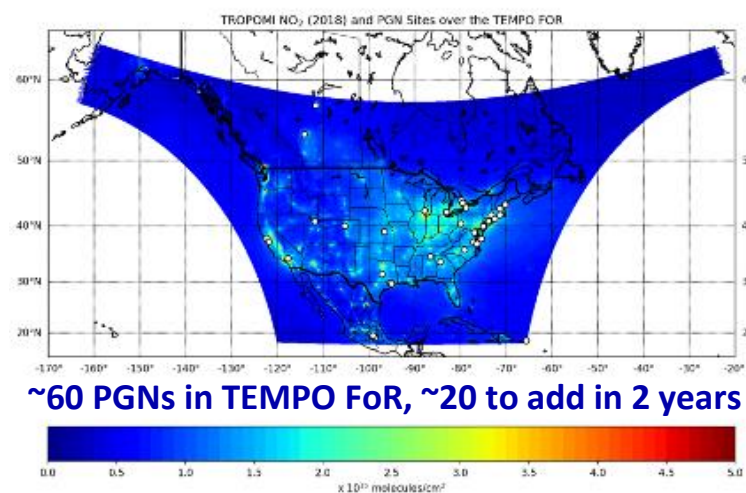 TROPOMI NO₂ (2018) and PGN Sites over the TEMPO FOR
60°N
50°N
40°N
30°N
20°N
-170° -160° -150° -140° -130° -120° -110° -100° -90° -80° -70° -60° -50° -40° -30° -20°
~60 PGNs in TEMPO FoR, ~20 to add in 2 years
0.0 0.5 1.0 1.5 2.0 2.5 3.0 3.5 4.0 4.5 5.0
x 10¹⁵ molecules/cm²